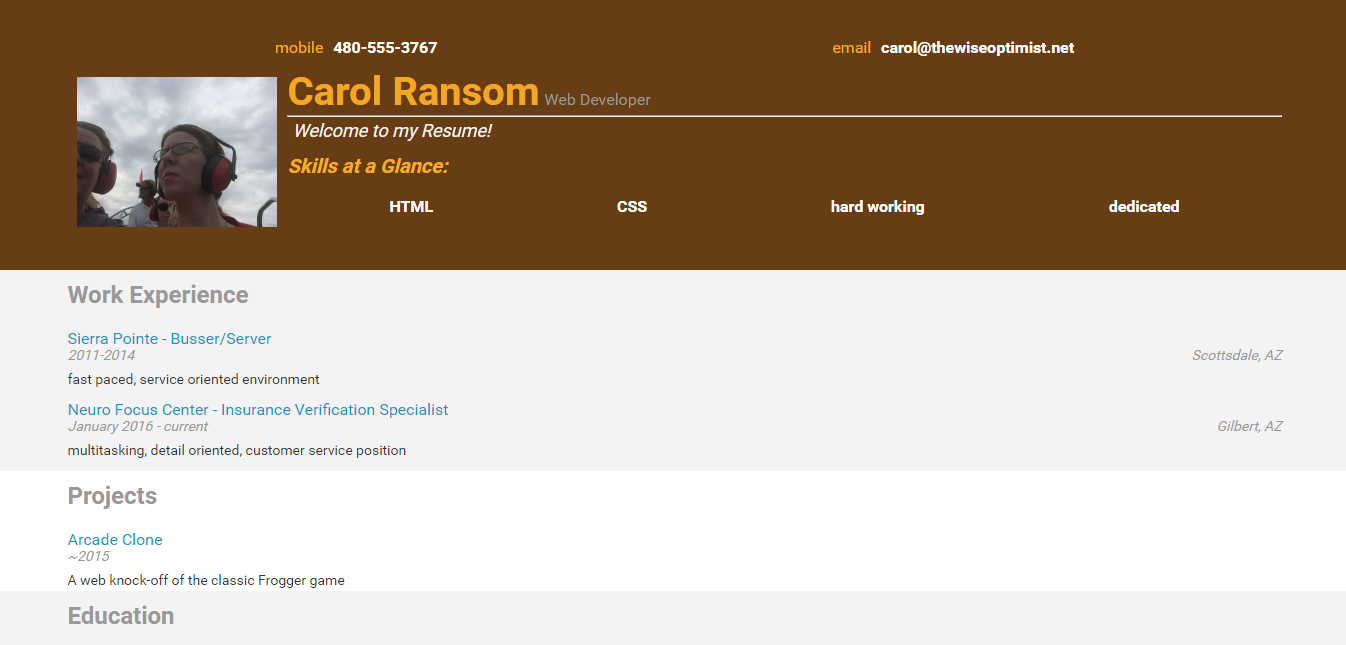 mobile 480-555-3767 email carol@thewiseoptimist.net
Carol Ransom Web Developer
Welcome to my Resume!
Skills at a Glance:
HTML CSS hard working dedicated
Work Experience
Sierra Pointe - Busser/Server
2011-2014 Scottsdale, AZ
fast paced, service oriented environment
Neuro Focus Center - Insurance Verification Specialist
January 2016 - current Gilbert, AZ
multitasking, detail oriented, customer service position
Projects
Arcade Clone
~2015
A web knock-off of the classic Frogger game
Education